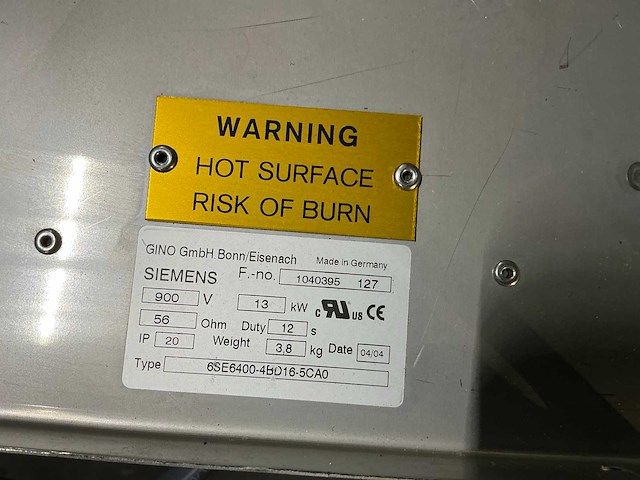 WARNING
HOT SURFACE
RISK OF BURN
GINO GmbH Bonn/Eisenach Made in Germany
SIEMENS F.-no. 1040395 127
900 V 13 kW c RU US CE
56 Ohm Duty 12 s
IP 20 Weight 3,8 kg Date 04/04
Type 6SE6400-4BD16-5CA0